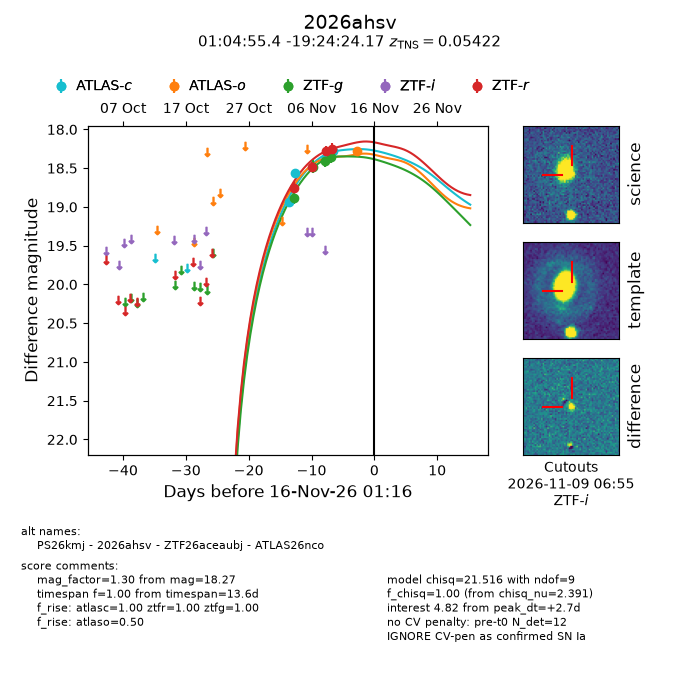 2026ahsv
01:04:55.4 -19:24:24.17 zTNS = 0.05422
ATLAS-c ATLAS-o ZTF-g ZTF-i ZTF-r
07 Oct 17 Oct 27 Oct 06 Nov 16 Nov 26 Nov
18.0
18.5
19.0
19.5
20.0
20.5
21.0
21.5
22.0
Difference magnitude
−40 −30 −20 −10 0 10
Days before 16-Nov-26 01:16
science
template
difference
Cutouts
2026-11-09 06:55
ZTF-i
alt names:
PS26kmj - 2026ahsv - ZTF26aceaubj - ATLAS26nco
score comments:
mag_factor=1.30 from mag=18.27
timespan f=1.00 from timespan=13.6d
f_rise: atlasc=1.00 ztfr=1.00 ztfg=1.00
f_rise: atlaso=0.50
model chisq=21.516 with ndof=9
f_chisq=1.00 (from chisq_nu=2.391)
interest 4.82 from peak_dt=+2.7d
no CV penalty: pre-t0 N_det=12
IGNORE CV-pen as confirmed SN Ia